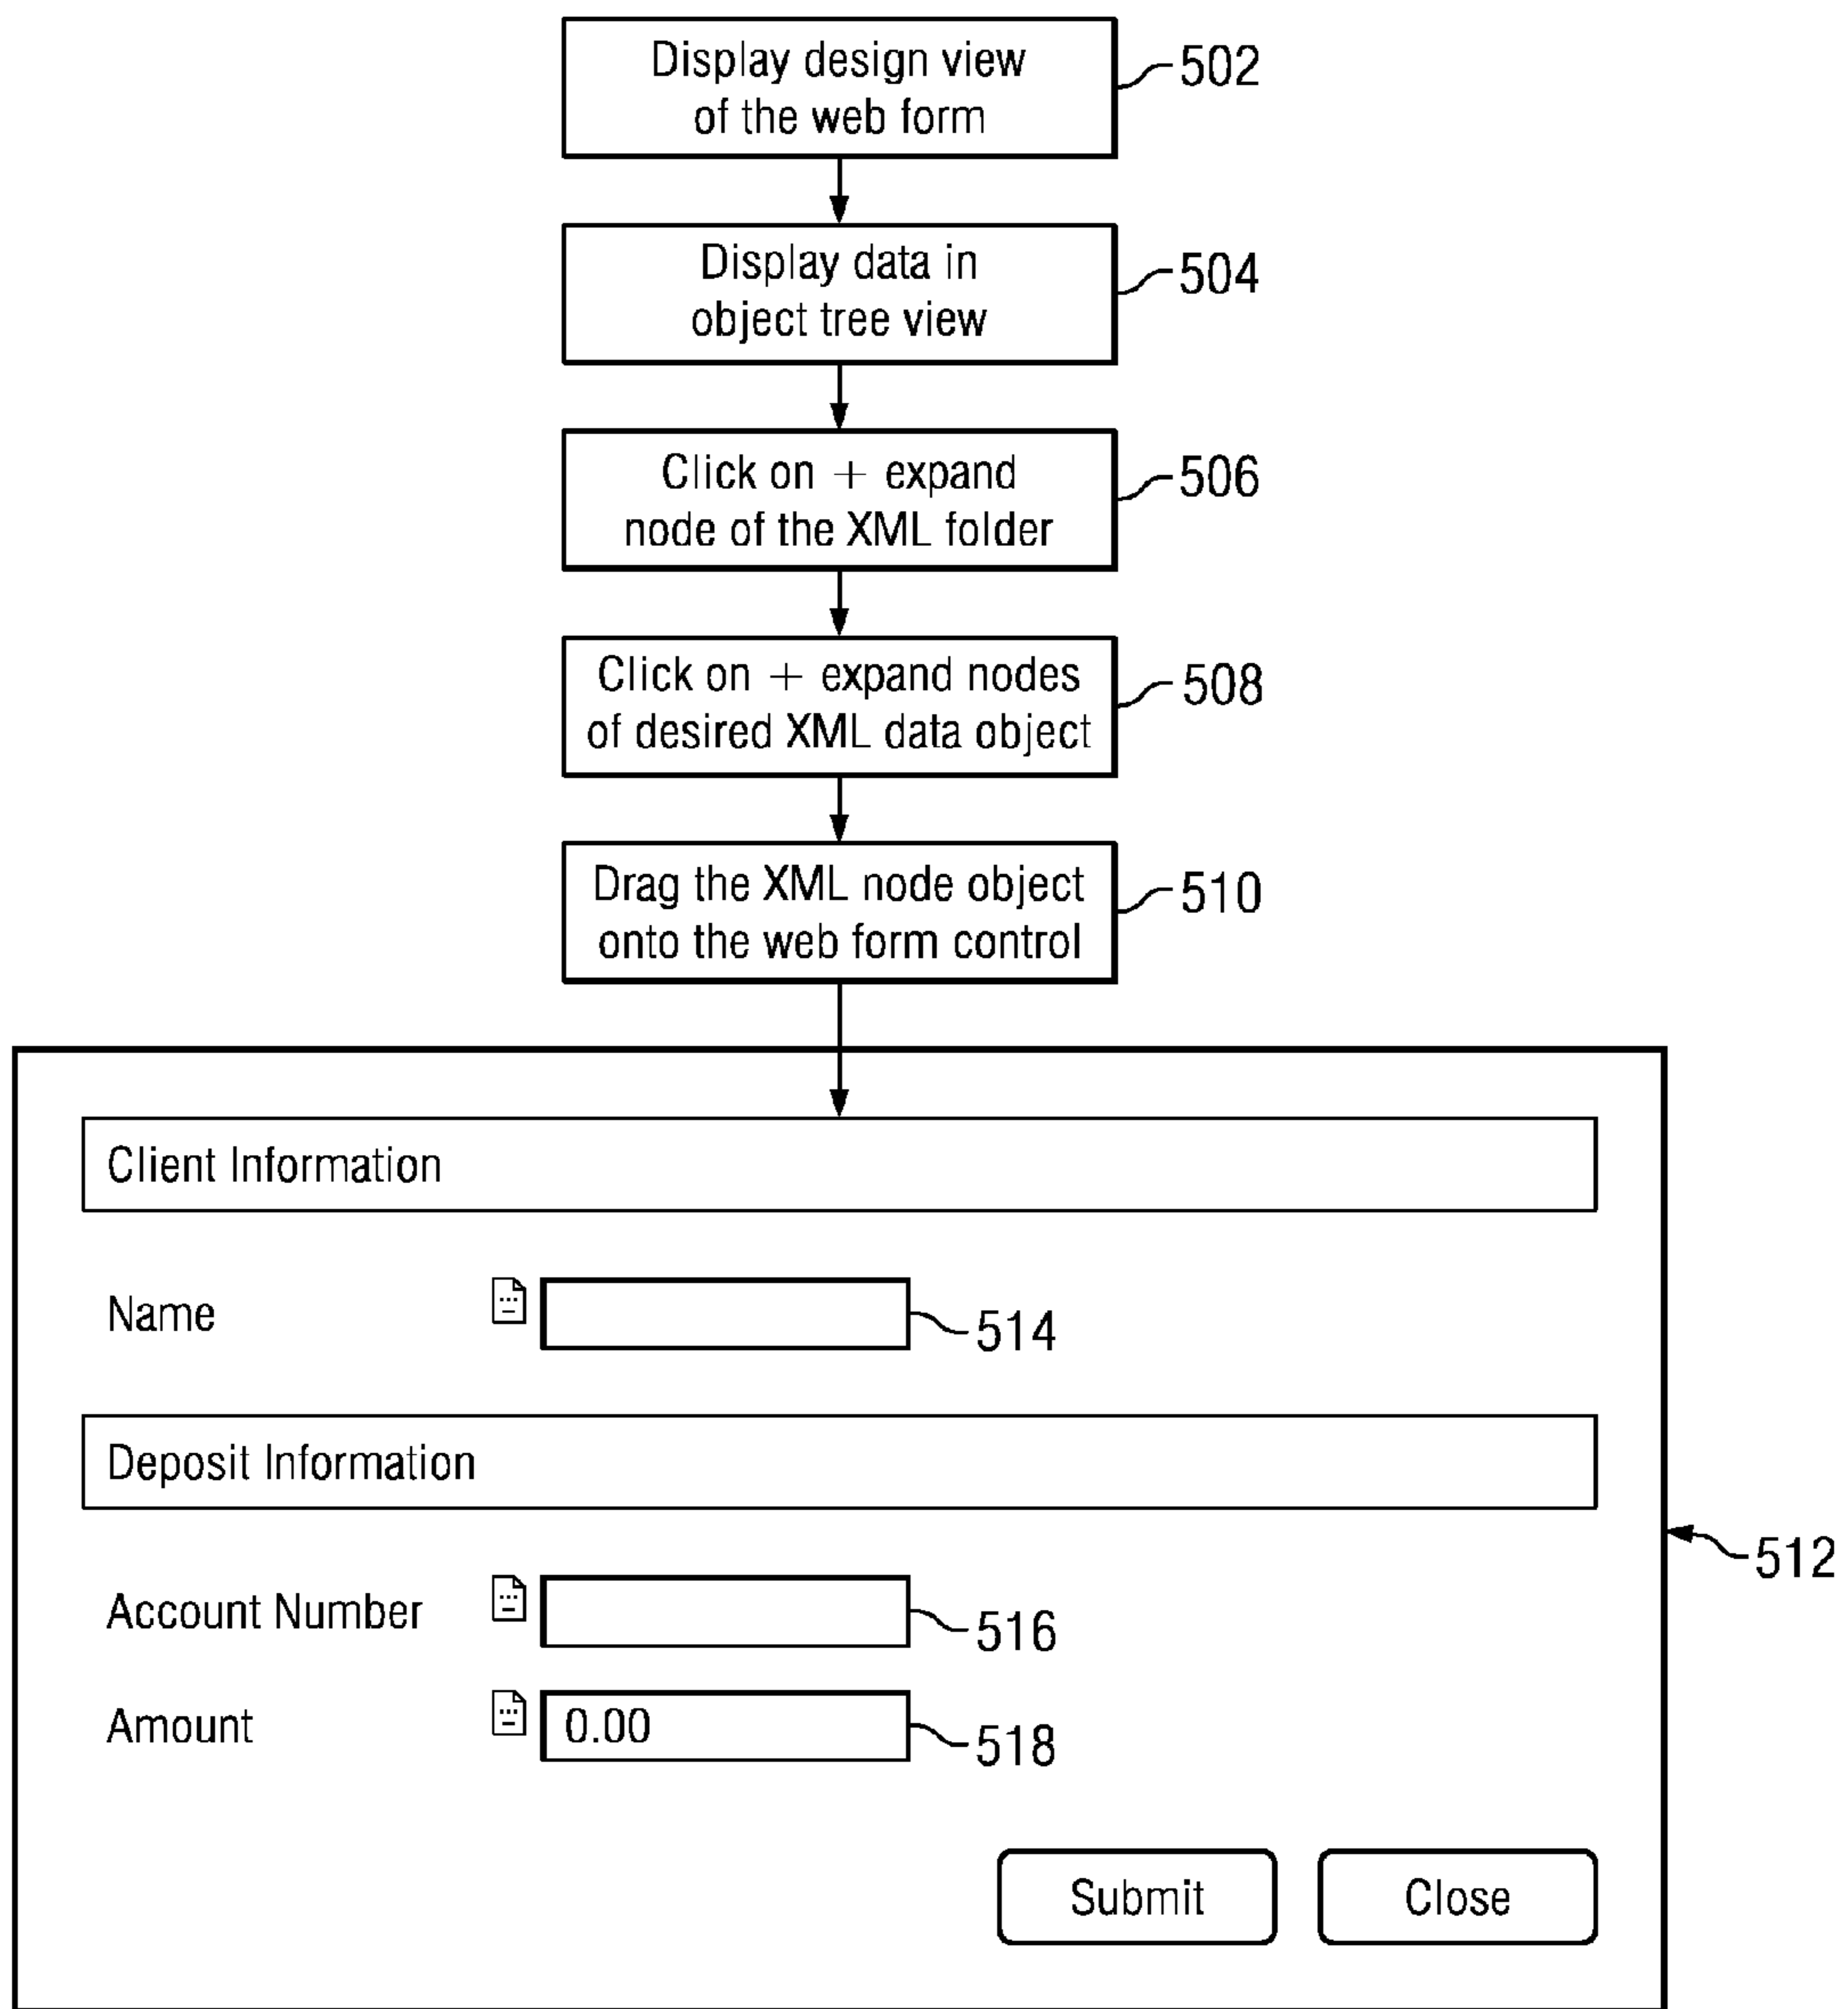 Display design view
of the web form
502
Display data in
object tree view
504
Click on + expand
node of the XML folder
506
Click on + expand nodes
of desired XML data object
508
Drag the XML node object
onto the web form control
510
Client Information
Name
514
Deposit Information
512
Account Number
516
Amount
0.00
518
Submit
Close